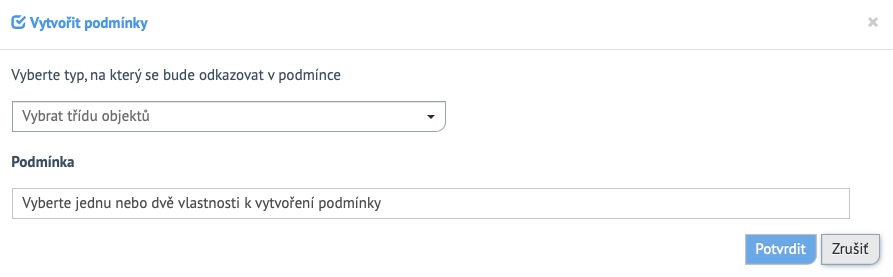 Vytvořit podmínky
Vyberte typ, na který se bude odkazovat v podmínce
Vybrat třídu objektů
Podmínka
Vyberte jednu nebo dvě vlastnosti k vytvoření podmínky
Potvrdit Zrušiť